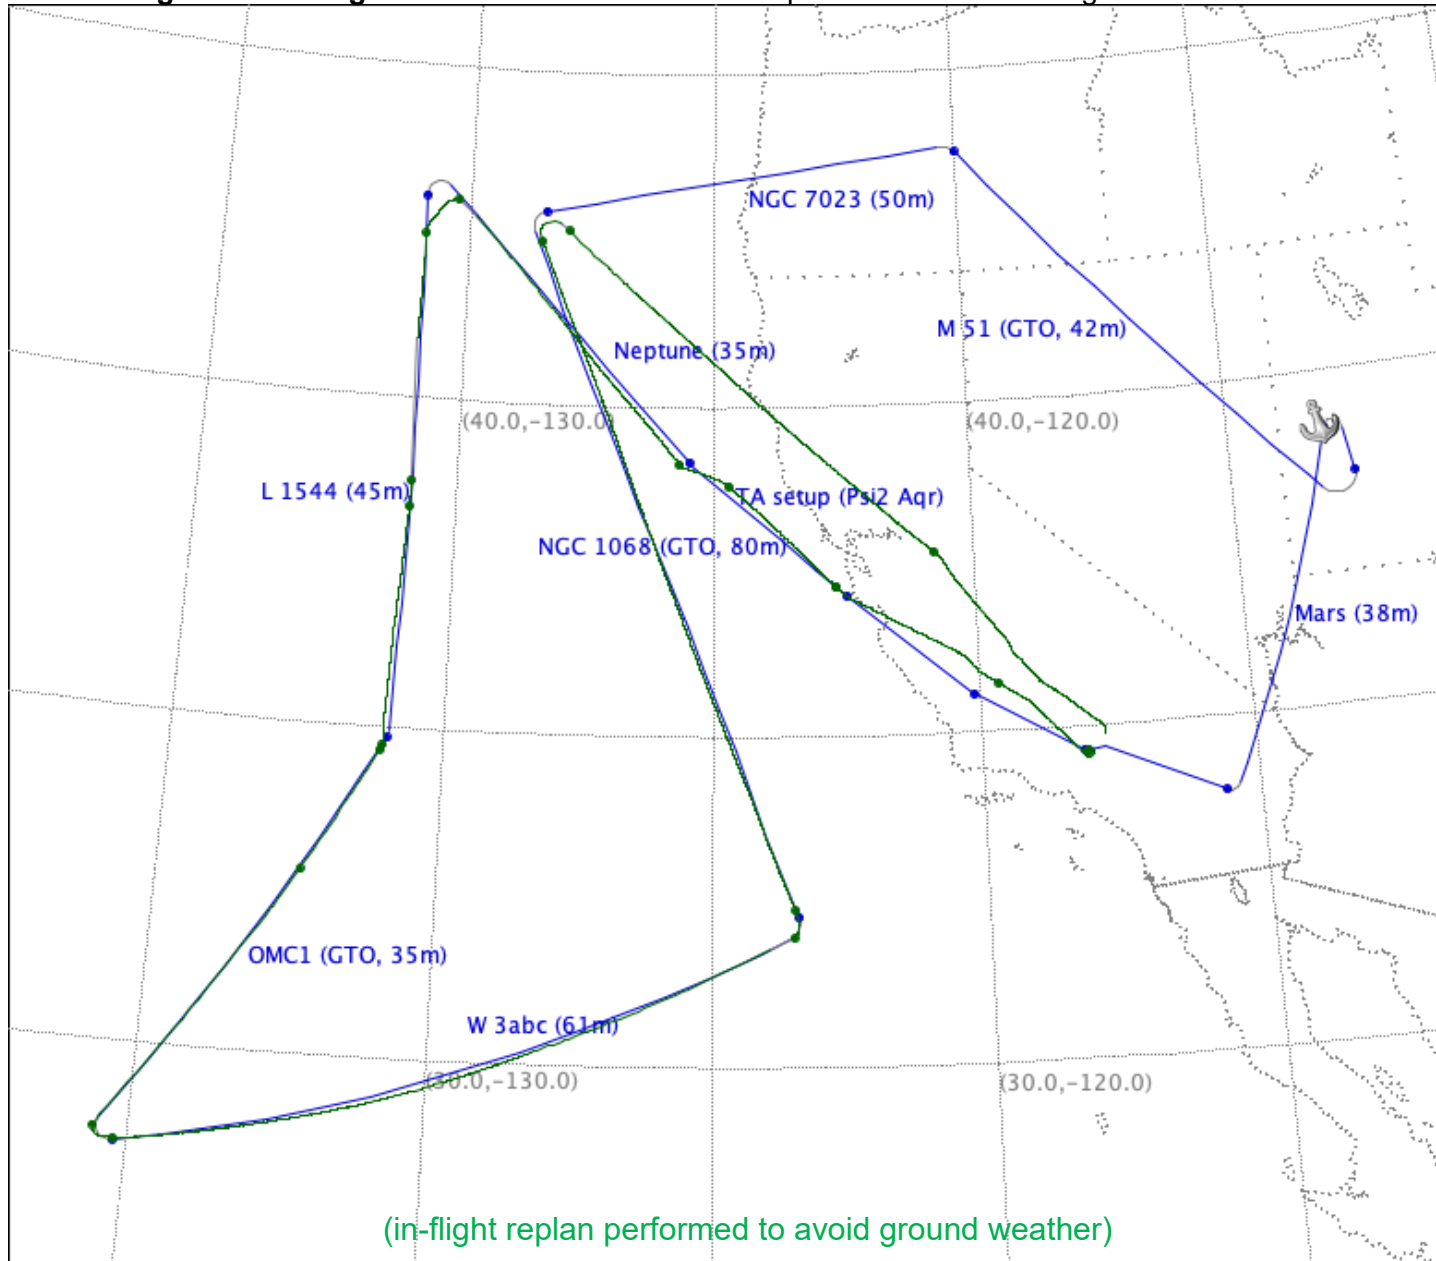 NGC 7023 (50m)
M 51 (GTO, 42m)
Neptune (35m)
(40.0,-130.0)
(40.0,-120.0)
L 1544 (45m)
TA setup (Psi2 Aqr)
NGC 1068 (GTO, 80m)
Mars (38m)
OMC1 (GTO, 35m)
W 3abc (61m)
(30.0,-130.0)
(30.0,-120.0)
(in-flight replan performed to avoid ground weather)